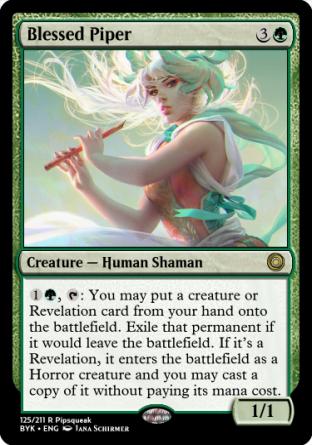 Blessed Piper 3
Creature — Human Shaman
1, : You may put a creature or
Revelation card from your hand onto
the battlefield. Exile that permanent if
it would leave the battlefield. If it's a
Revelation, it enters the battlefield as a
Horror creature and you may cast a
copy of it without paying its mana cost.
125/211 R Pipsqueak
BYK • ENG Iana Schirmer
1/1